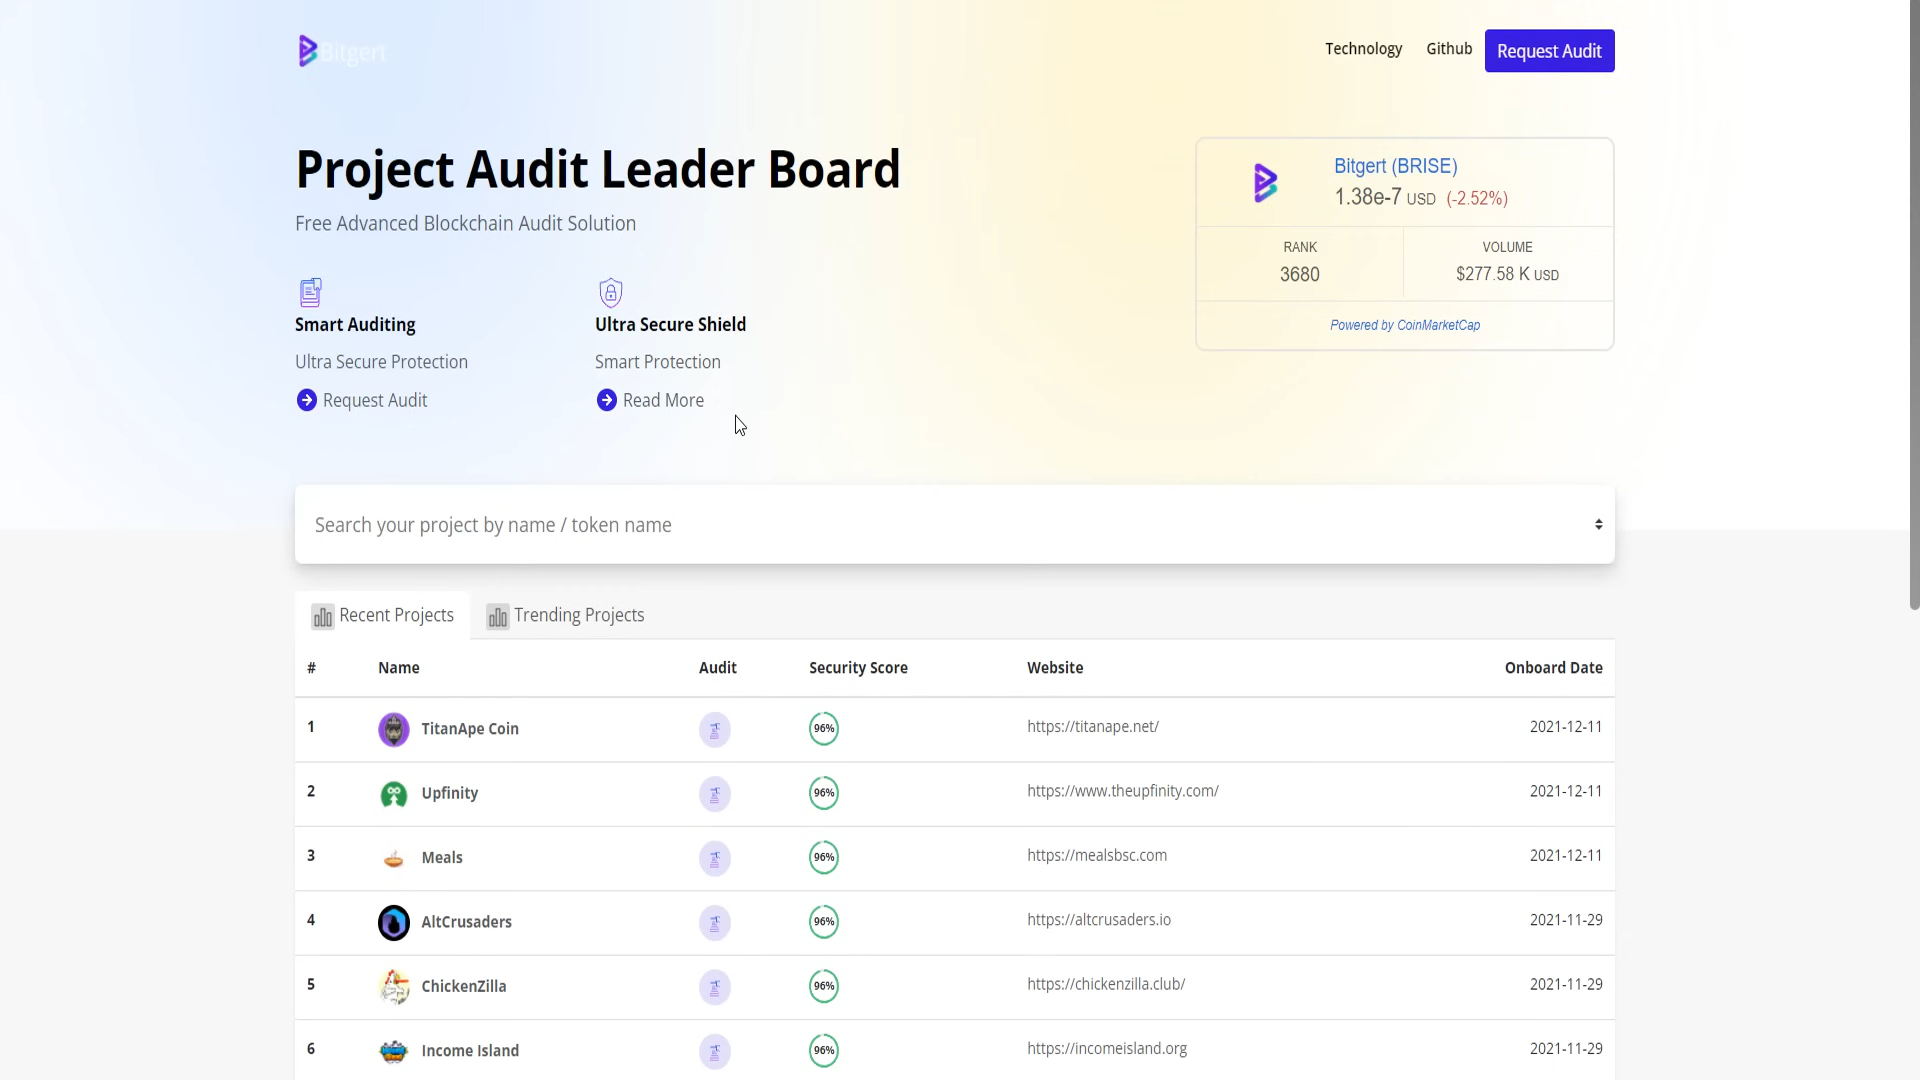 Bitgert
Technology Github Request Audit
Project Audit Leader Board
Free Advanced Blockchain Audit Solution
Smart Auditing
Ultra Secure Protection
Request Audit
Ultra Secure Shield
Smart Protection
Read More
Bitgert (BRISE)
1.38e-7 USD (-2.52%)
RANK
3680
VOLUME
$277.58 K USD
Powered by CoinMarketCap
Search your project by name / token name
Recent Projects Trending Projects
# Name Audit Security Score Website Onboard Date
1 TitanApe Coin 96% https://titanape.net/ 2021-12-11
2 Upfinity 96% https://www.theupfinity.com/ 2021-12-11
3 Meals 96% https://mealsbsc.com 2021-12-11
4 AltCrusaders 96% https://altcrusaders.io 2021-11-29
5 ChickenZilla 96% https://chickenzilla.club/ 2021-11-29
6 Income Island 96% https://incomeisland.org 2021-11-29